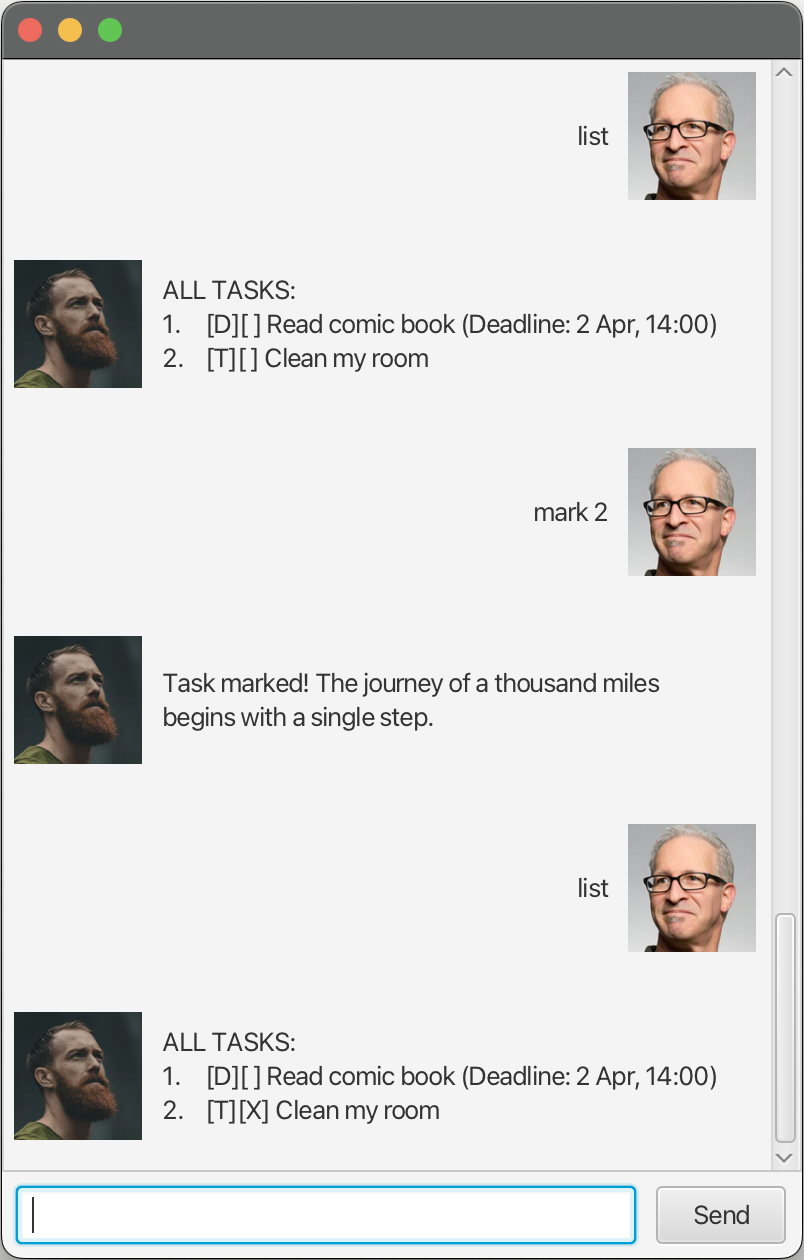 list
ALL TASKS:
1. [D][ ] Read comic book (Deadline: 2 Apr, 14:00)
2. [T][ ] Clean my room
mark 2
Task marked! The journey of a thousand miles
begins with a single step.
list
ALL TASKS:
1. [D][ ] Read comic book (Deadline: 2 Apr, 14:00)
2. [T][X] Clean my room
Send